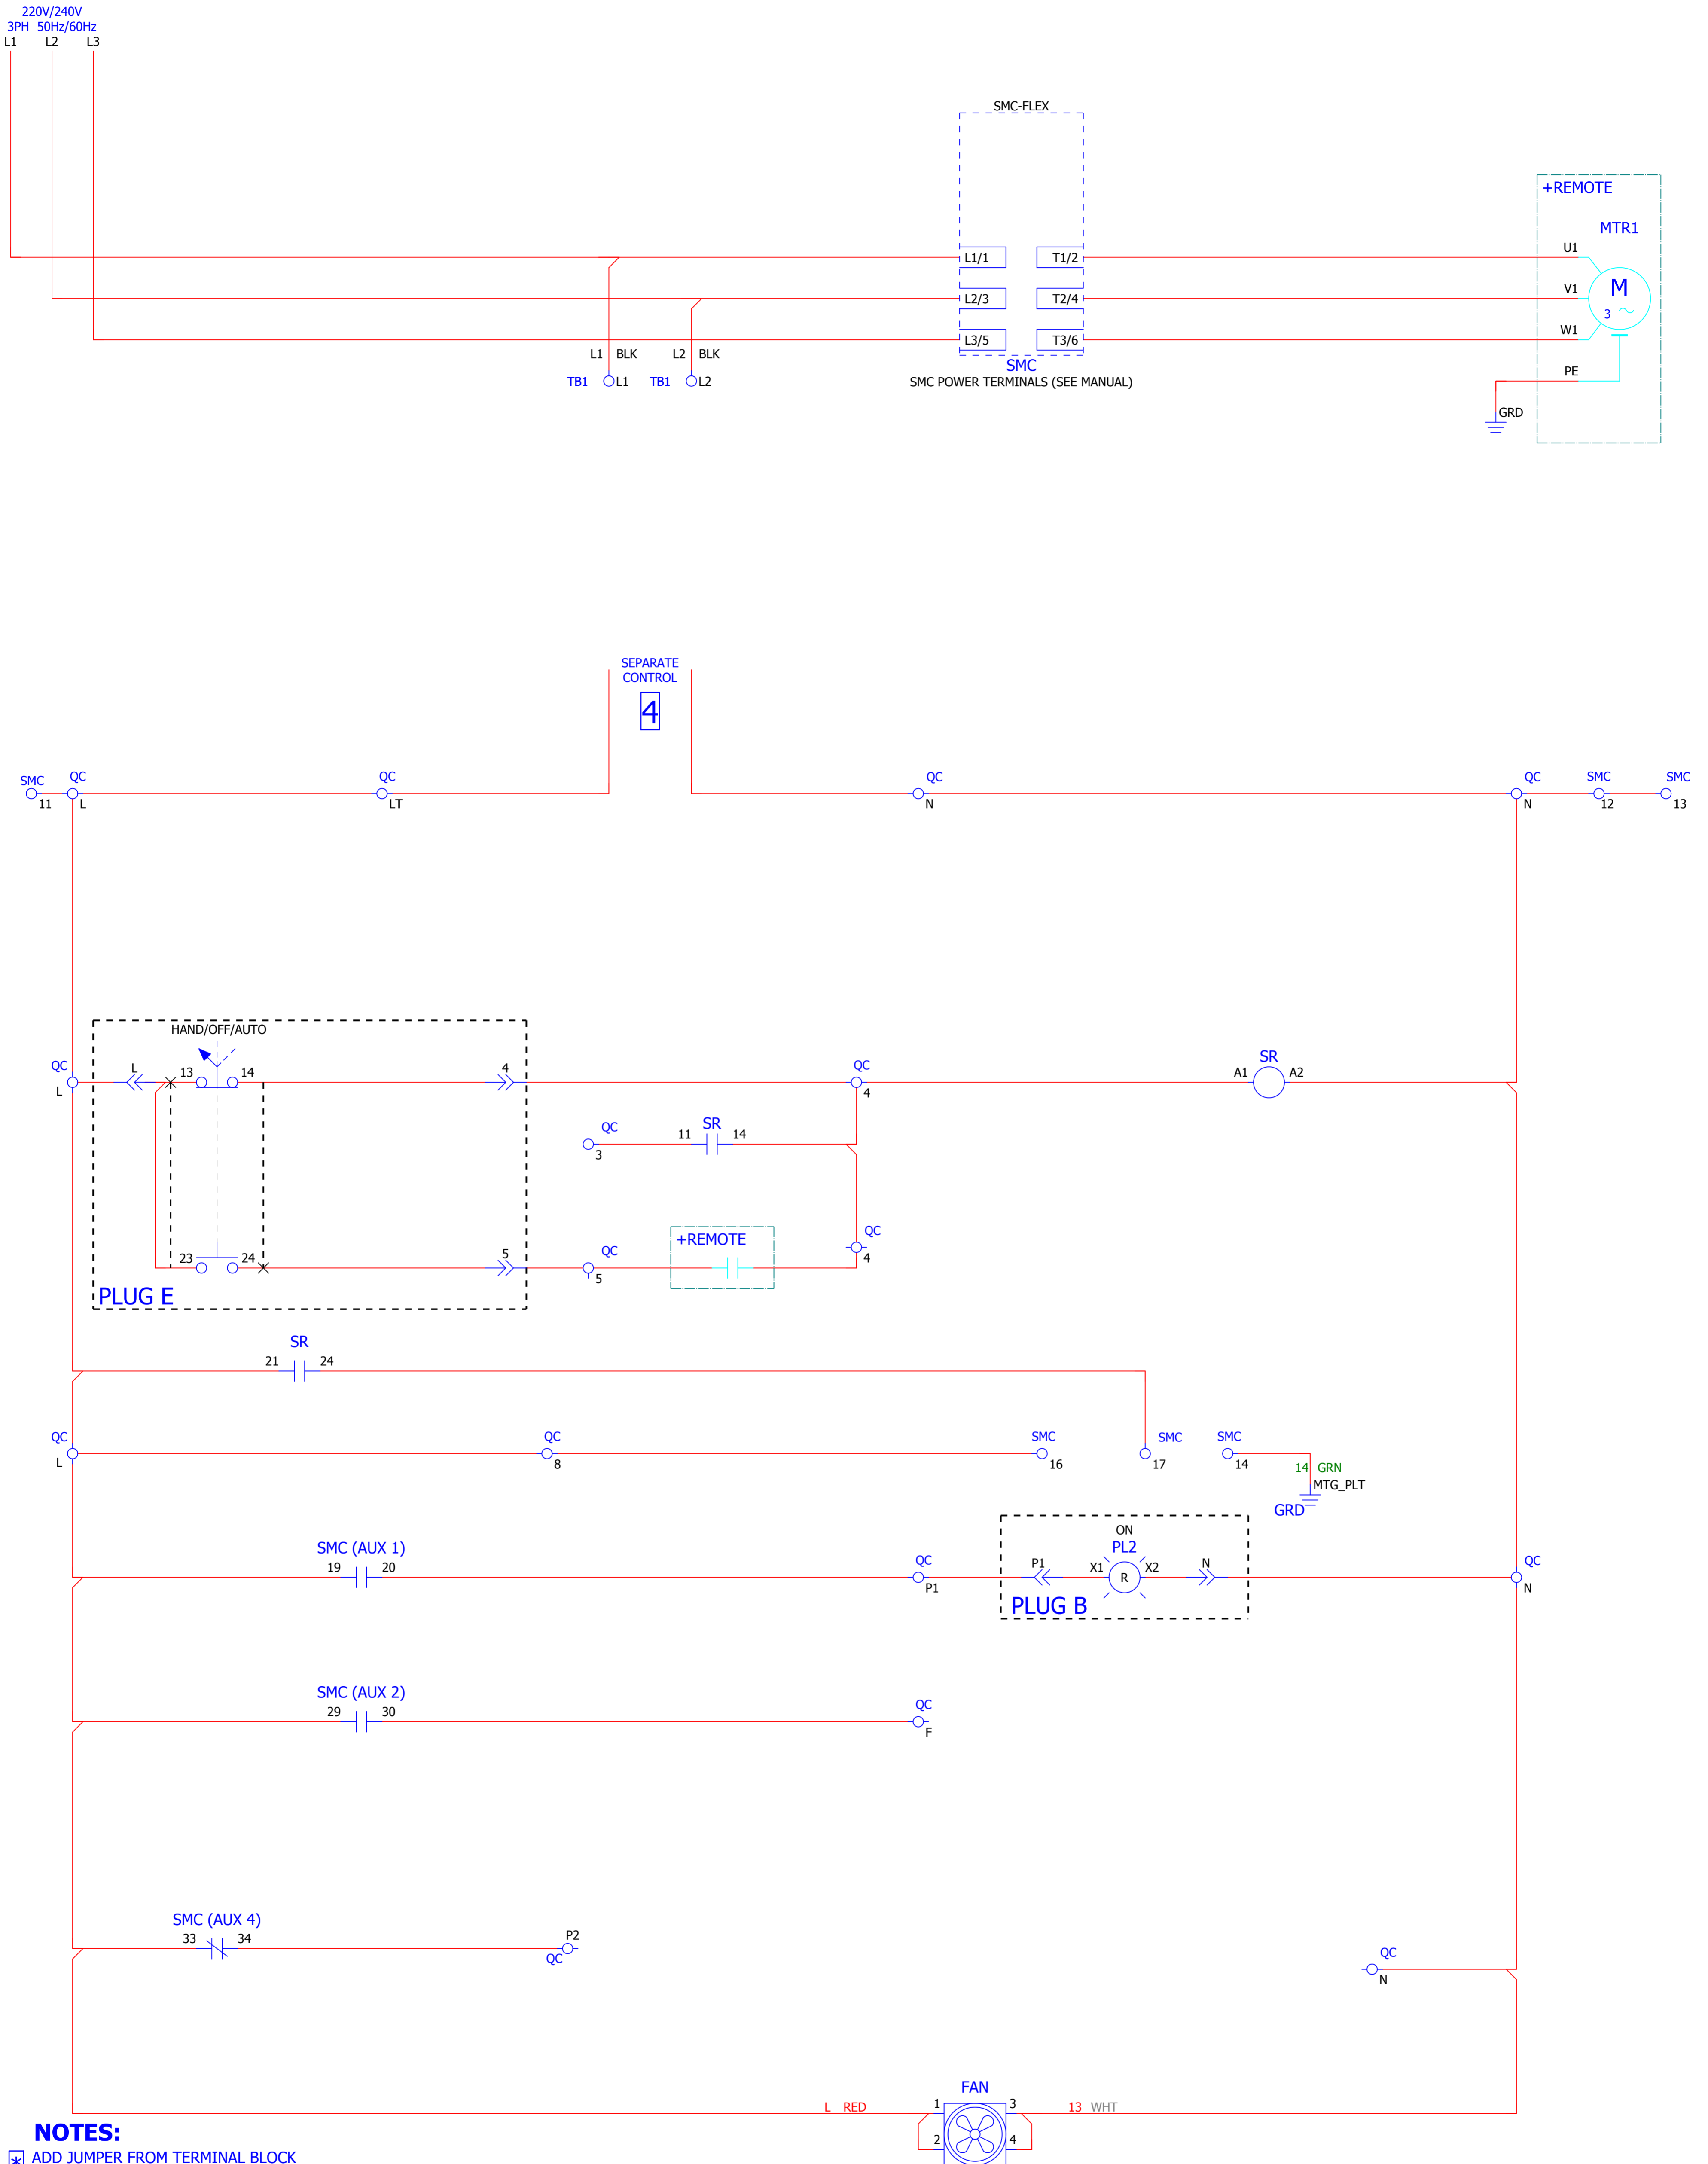 220V/240V
3PH 50Hz/60Hz
L1 L2 L3
SMC-FLEX
+REMOTE
MTR1
L1/1 T1/2 U1
L2/3 T2/4 V1 M
3
L3/5 T3/6 W1
L1 BLK L2 BLK
SMC
TB1 L1 TB1 L2
SMC POWER TERMINALS (SEE MANUAL)
PE
GRD
SEPARATE
CONTROL
4
SMC QC QC QC QC SMC SMC
11 L LT N N 12 13
HAND/OFF/AUTO
QC L 13 14 4 QC SR
L 4 A1 A2
QC 11 SR 14
3
23 24 5 QC +REMOTE QC
5 4
PLUG E
SR
21 24
QC QC SMC SMC SMC
L 8 16 17 14
14 GRN
MTG_PLT
GRD
ON
SMC (AUX 1) PL2
19 20 QC P1 X1 R X2 N QC
P1 N
PLUG B
SMC (AUX 2)
29 30 QC
F
SMC (AUX 4)
33 34 P2
QC
QC
N
FAN
L RED 1 3 13 WHT
2 4
NOTES:
* ADD JUMPER FROM TERMINAL BLOCK